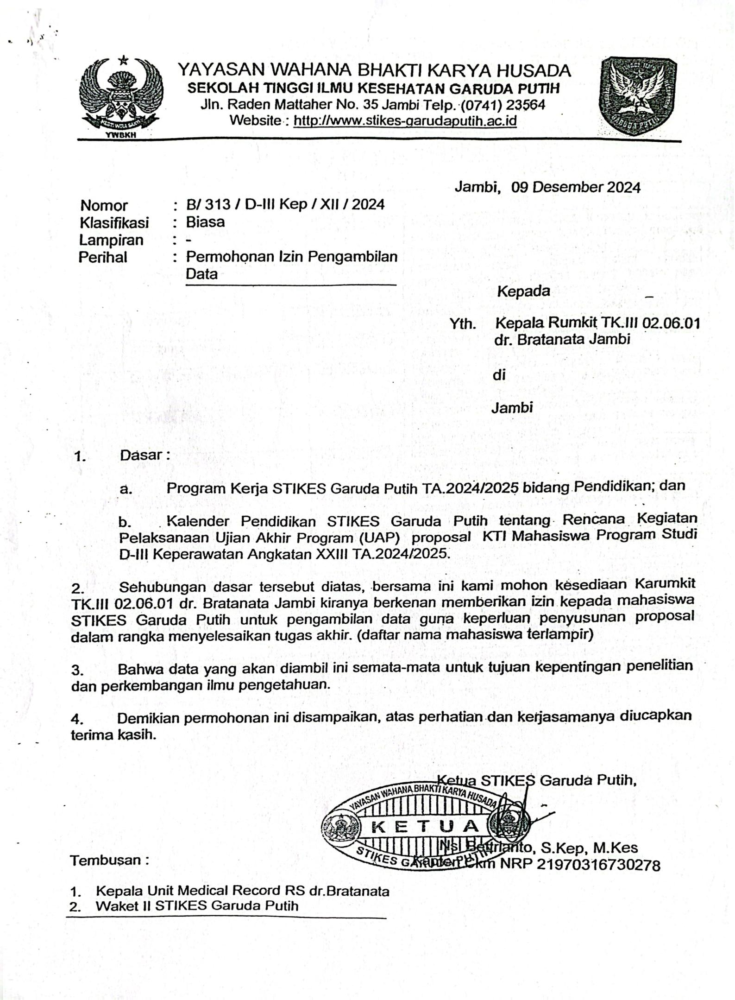 YAYASAN WAHANA BHAKTI KARYA HUSADA
SEKOLAH TINGGI ILMU KESEHATAN GARUDA PUTIH
Jln. Raden Mattaher No. 35 Jambi Telp. (0741) 23564
Website : http://www.stikes-garudaputih.ac.id
YWBKH
GARUDA PUTIH
Jambi, 09 Desember 2024
Nomor : B/ 313 / D-III Kep / XII / 2024
Klasifikasi : Biasa
Lampiran : -
Perihal : Permohonan Izin Pengambilan
Data
Kepada
Yth. Kepala Rumkit TK.III 02.06.01
dr. Bratanata Jambi
di
Jambi
1. Dasar :
a. Program Kerja STIKES Garuda Putih TA.2024/2025 bidang Pendidikan; dan
b. Kalender Pendidikan STIKES Garuda Putih tentang Rencana Kegiatan
Pelaksanaan Ujian Akhir Program (UAP) proposal KTI Mahasiswa Program Studi
D-III Keperawatan Angkatan XXIII TA.2024/2025.
2. Sehubungan dasar tersebut diatas, bersama ini kami mohon kesediaan Karumkit
TK.III 02.06.01 dr. Bratanata Jambi kiranya berkenan memberikan izin kepada mahasiswa
STIKES Garuda Putih untuk pengambilan data guna keperluan penyusunan proposal
dalam rangka menyelesaikan tugas akhir. (daftar nama mahasiswa terlampir)
3. Bahwa data yang akan diambil ini semata-mata untuk tujuan kepentingan penelitian
dan perkembangan ilmu pengetahuan.
4. Demikian permohonan ini disampaikan, atas perhatian dan kerjasamanya diucapkan
terima kasih.
Ketua STIKES Garuda Putih,
YAYASAN WAHANA BHAKTI KARYA HUSADA
KETUA
STIKES GARUDA PUTIH
S.Kep, M.Kes
Kapten Ckm NRP 21970316730278
Tembusan :
1. Kepala Unit Medical Record RS dr.Bratanata
2. Waket II STIKES Garuda Putih